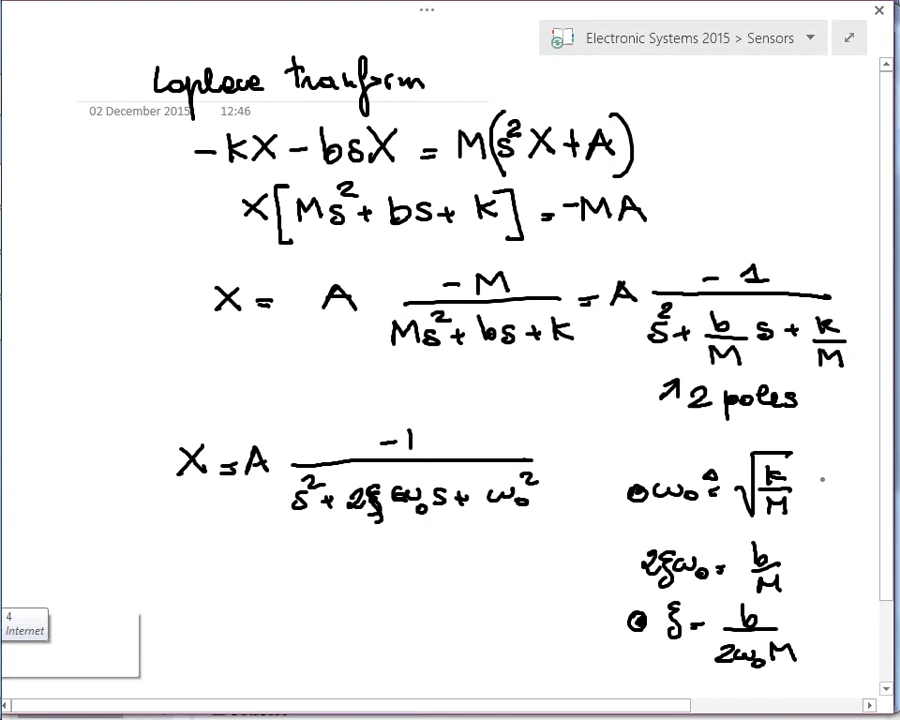 Electronic Systems 2015 > Sensors
Laplace transform
02 December 2015 12:46
-kX - bsX = M(s²X + A)
X[Ms² + bs + k] = -MA
X = A -M/(Ms² + bs + k) = A -1/(s² + b/M s + k/M)
↗ 2 poles
X = A -1/(s² + 2ξω₀s + ω₀²)
ω₀ ≜ √(k/M)
2ξω₀ = b/M
ξ = b/(2ω₀M)
4
Internet